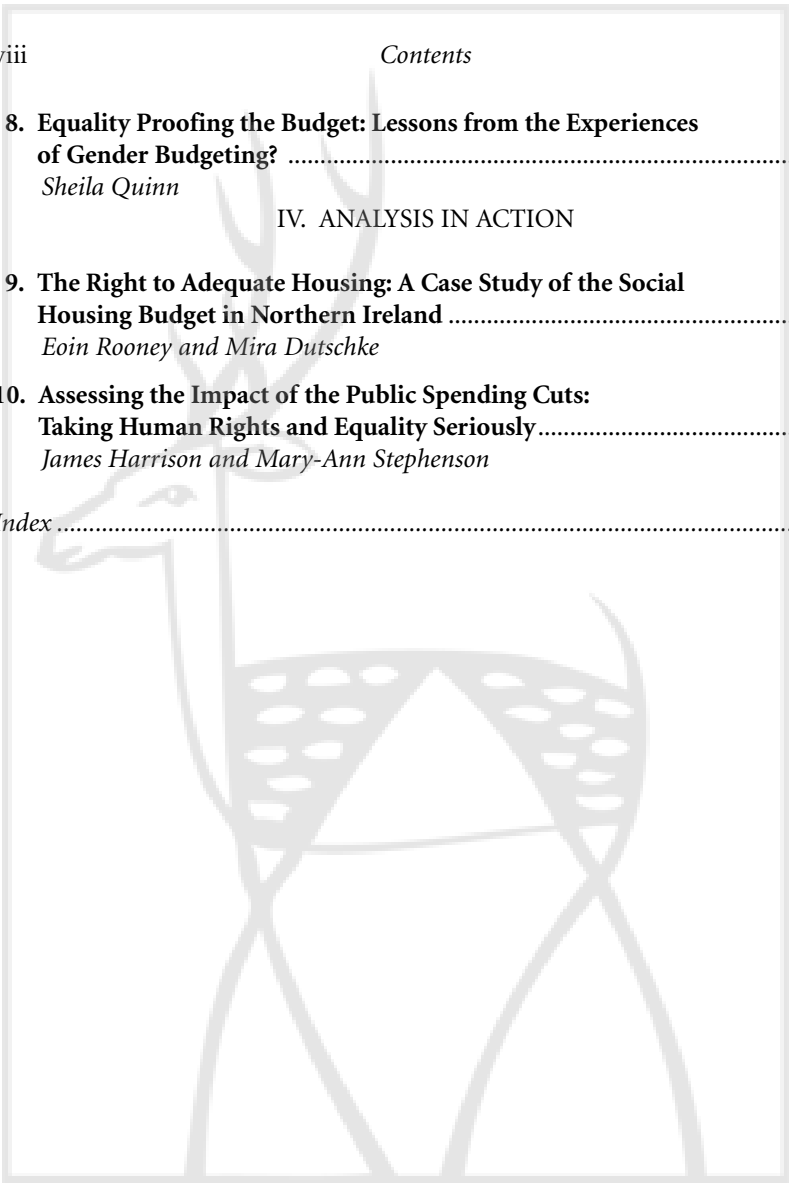 viii Contents
8. Equality Proofing the Budget: Lessons from the Experiences
of Gender Budgeting? ..........................................................................................
Sheila Quinn
IV. ANALYSIS IN ACTION
9. The Right to Adequate Housing: A Case Study of the Social
Housing Budget in Northern Ireland ............................................................
Eoin Rooney and Mira Dutschke
10. Assessing the Impact of the Public Spending Cuts:
Taking Human Rights and Equality Seriously............................................
James Harrison and Mary-Ann Stephenson
Index ..................................................................................................................................